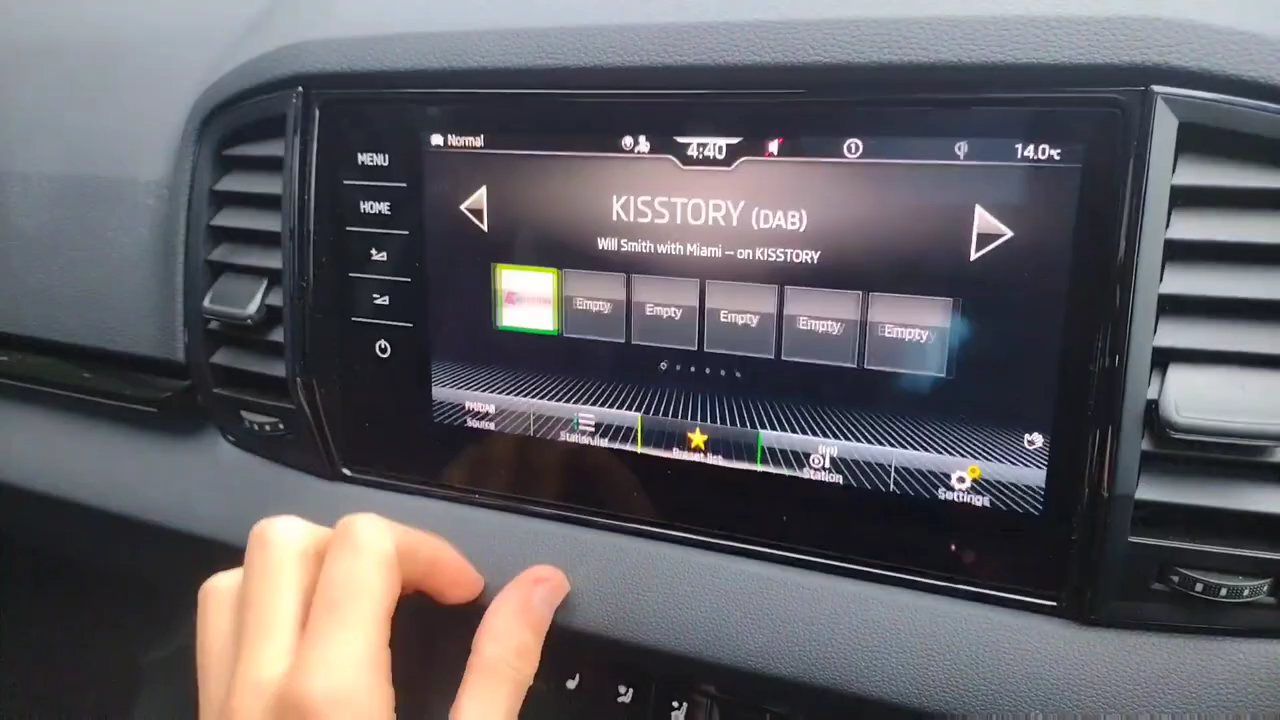 Normal
4:40
1
14.0°C
MENU
HOME
KISSTORY (DAB)
Will Smith with Miami – on KISSTORY
Empty Empty Empty Empty Empty
FM/DAB
Source
Station list
Preset list
Station
Settings